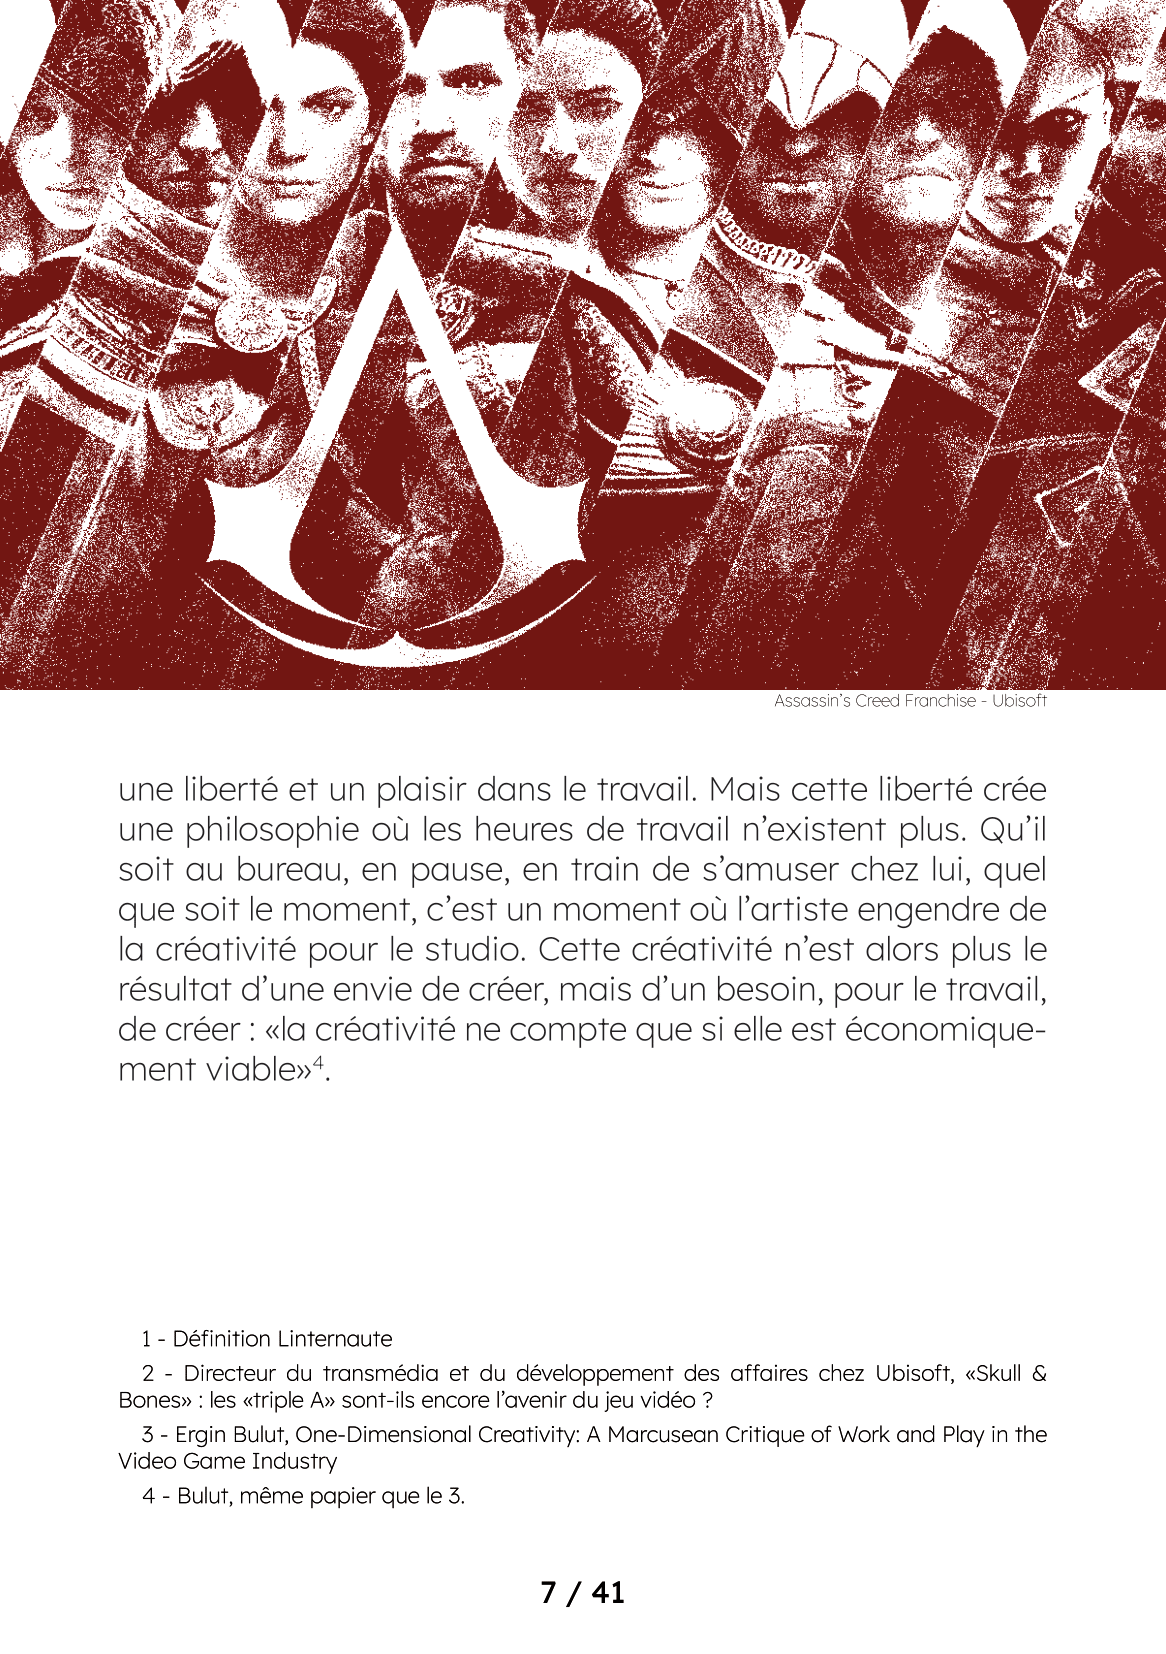 Assassin’s Creed Franchise - Ubisoft
une liberté et un plaisir dans le travail. Mais cette liberté crée
une philosophie où les heures de travail n’existent plus. Qu’il
soit au bureau, en pause, en train de s’amuser chez lui, quel
que soit le moment, c’est un moment où l’artiste engendre de
la créativité pour le studio. Cette créativité n’est alors plus le
résultat d’une envie de créer, mais d’un besoin, pour le travail,
de créer : «la créativité ne compte que si elle est économique-
ment viable»⁴.
1 - Définition Linternaute
2 - Directeur du transmédia et du développement des affaires chez Ubisoft, «Skull &
Bones» : les «triple A» sont-ils encore l’avenir du jeu vidéo ?
3 - Ergin Bulut, One-Dimensional Creativity: A Marcusean Critique of Work and Play in the
Video Game Industry
4 - Bulut, même papier que le 3.
7 / 41